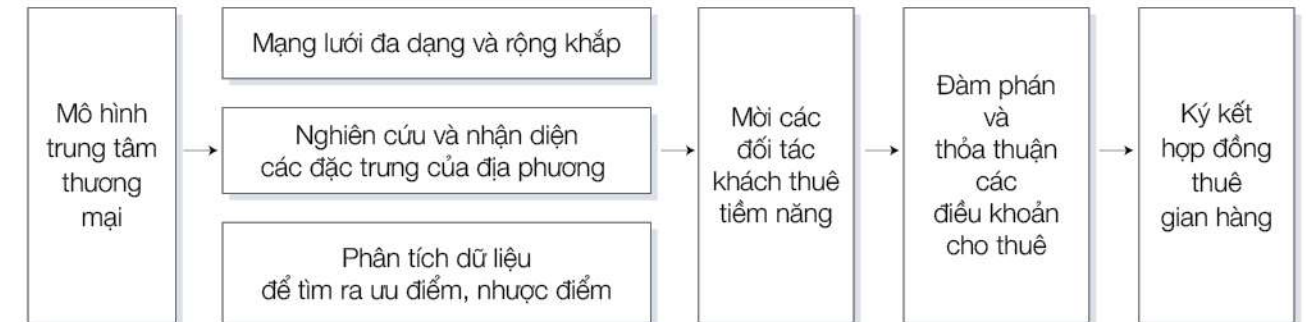 Mô hình
trung tâm
thương
mại
Mạng lưới đa dạng và rộng khắp
Nghiên cứu và nhận diện
các đặc trưng của địa phương
Phân tích dữ liệu
để tìm ra ưu điểm, nhược điểm
Mời các
đối tác
khách thuê
tiềm năng
Đàm phán
và
thỏa thuận
các
điều khoản
cho thuê
Ký kết
hợp đồng
thuê
gian hàng